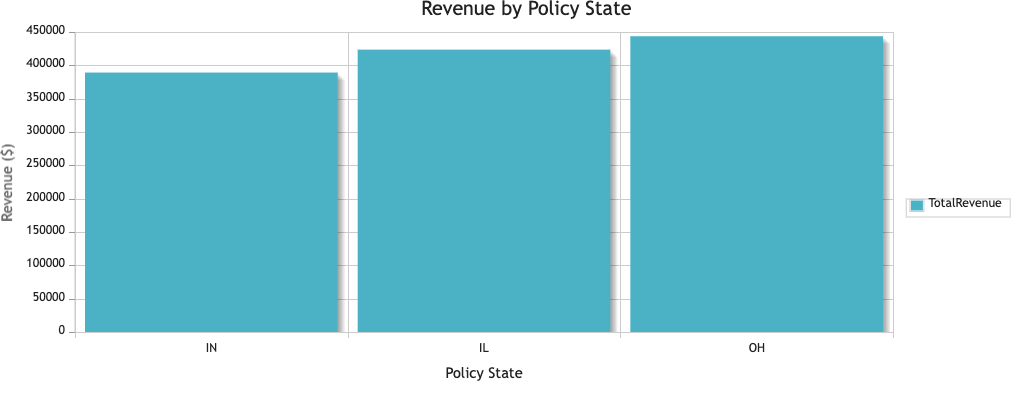 Revenue by Policy State
Revenue ($)
450000
400000
350000
300000
250000
200000
150000
100000
50000
0
IN
IL
OH
Policy State
TotalRevenue